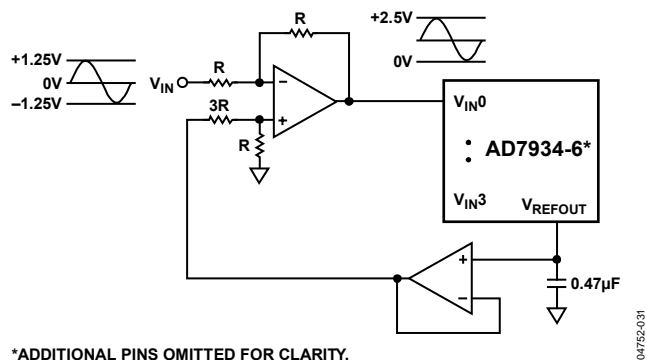 R
+2.5V
0V
+1.25V
0V
–1.25V
VIN
R
3R
R
–
+
VIN0
AD7934-6*
VIN3
VREFOUT
+
–
0.47µF
*ADDITIONAL PINS OMITTED FOR CLARITY.
04752-031